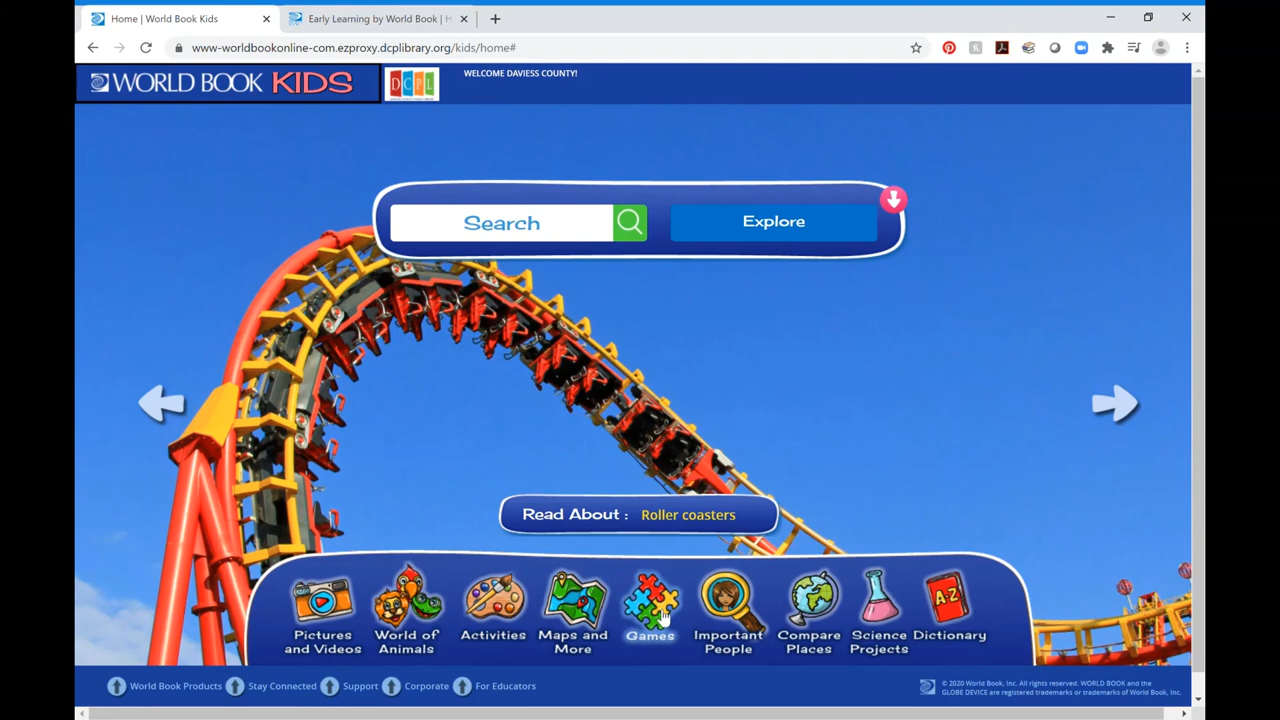 Home | World Book Kids
Early Learning by World Book | H
www-worldbookonline-com.ezproxy.dcplibrary.org/kids/home#
WORLD BOOK KIDS
DCPL
WELCOME DAVIESS COUNTY!
Search
Explore
Read About : Roller coasters
Pictures and Videos
World of Animals
Activities
Maps and More
Games
Important People
Compare Places
Science Projects
A-Z
Dictionary
World Book Products
Stay Connected
Support
Corporate
For Educators
© 2020 World Book, Inc. All rights reserved. WORLD BOOK and the
GLOBE DEVICE are registered trademarks or trademarks of World Book, Inc.